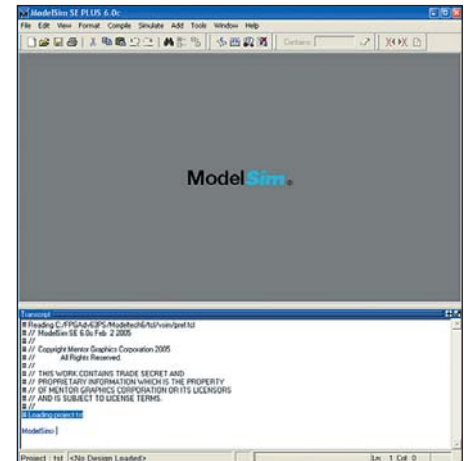 ModelSim SE PLUS 6.0c
File Edit View Format Compile Simulate Add Tools Window Help
Contains:
ModelSim®
Transcript
# Reading C:/FPGAdv63PS/Modeltech6/tcl/vsim/pref.tcl
# // ModelSim SE 6.0c Feb 2 2005
# //
# // Copyright Mentor Graphics Corporation 2005
# // All Rights Reserved.
# //
# // THIS WORK CONTAINS TRADE SECRET AND
# // PROPRIETARY INFORMATION WHICH IS THE PROPERTY
# // OF MENTOR GRAPHICS CORPORATION OR ITS LICENSORS
# // AND IS SUBJECT TO LICENSE TERMS.
# //
# Loading project tst
ModelSim>
Project : tst <No Design Loaded> Ln: 1 Col: 0